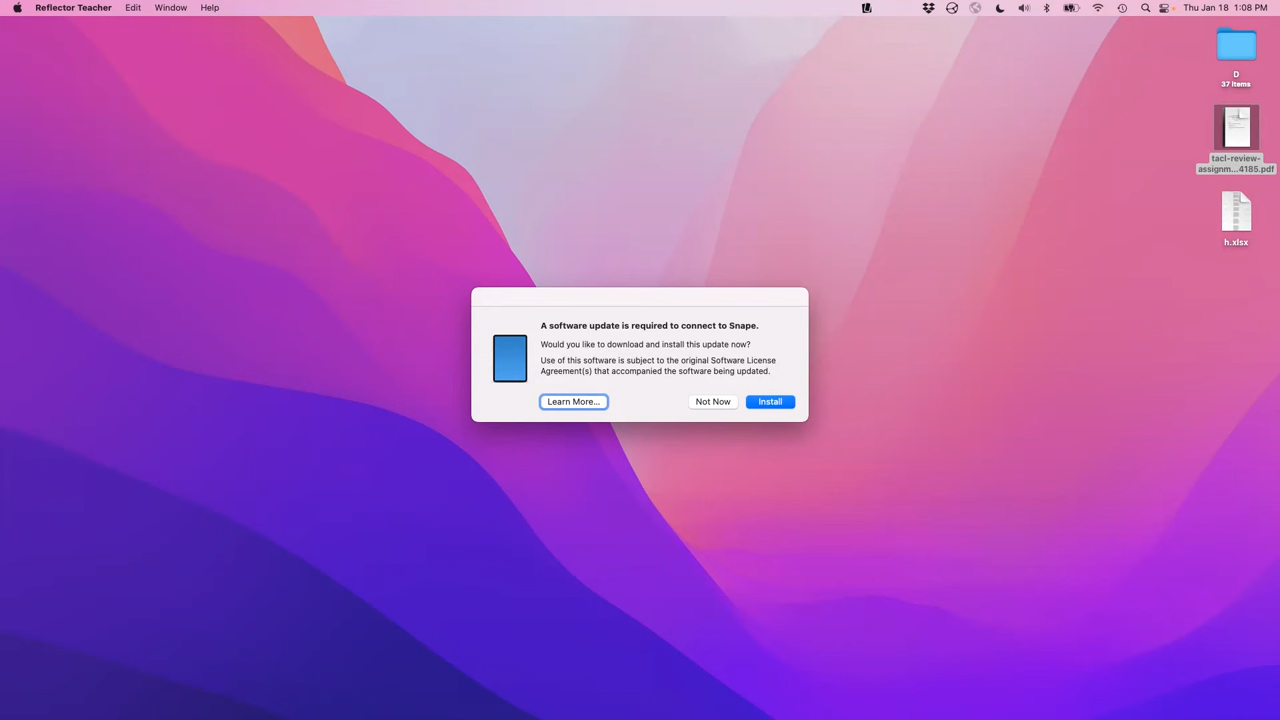 Reflector Teacher Edit Window Help Thu Jan 18 1:08 PM
D
37 items
tacl-review-
assignm...4185.pdf
h.xlsx
A software update is required to connect to Snape.
Would you like to download and install this update now?
Use of this software is subject to the original Software License
Agreement(s) that accompanied the software being updated.
Learn More... Not Now Install